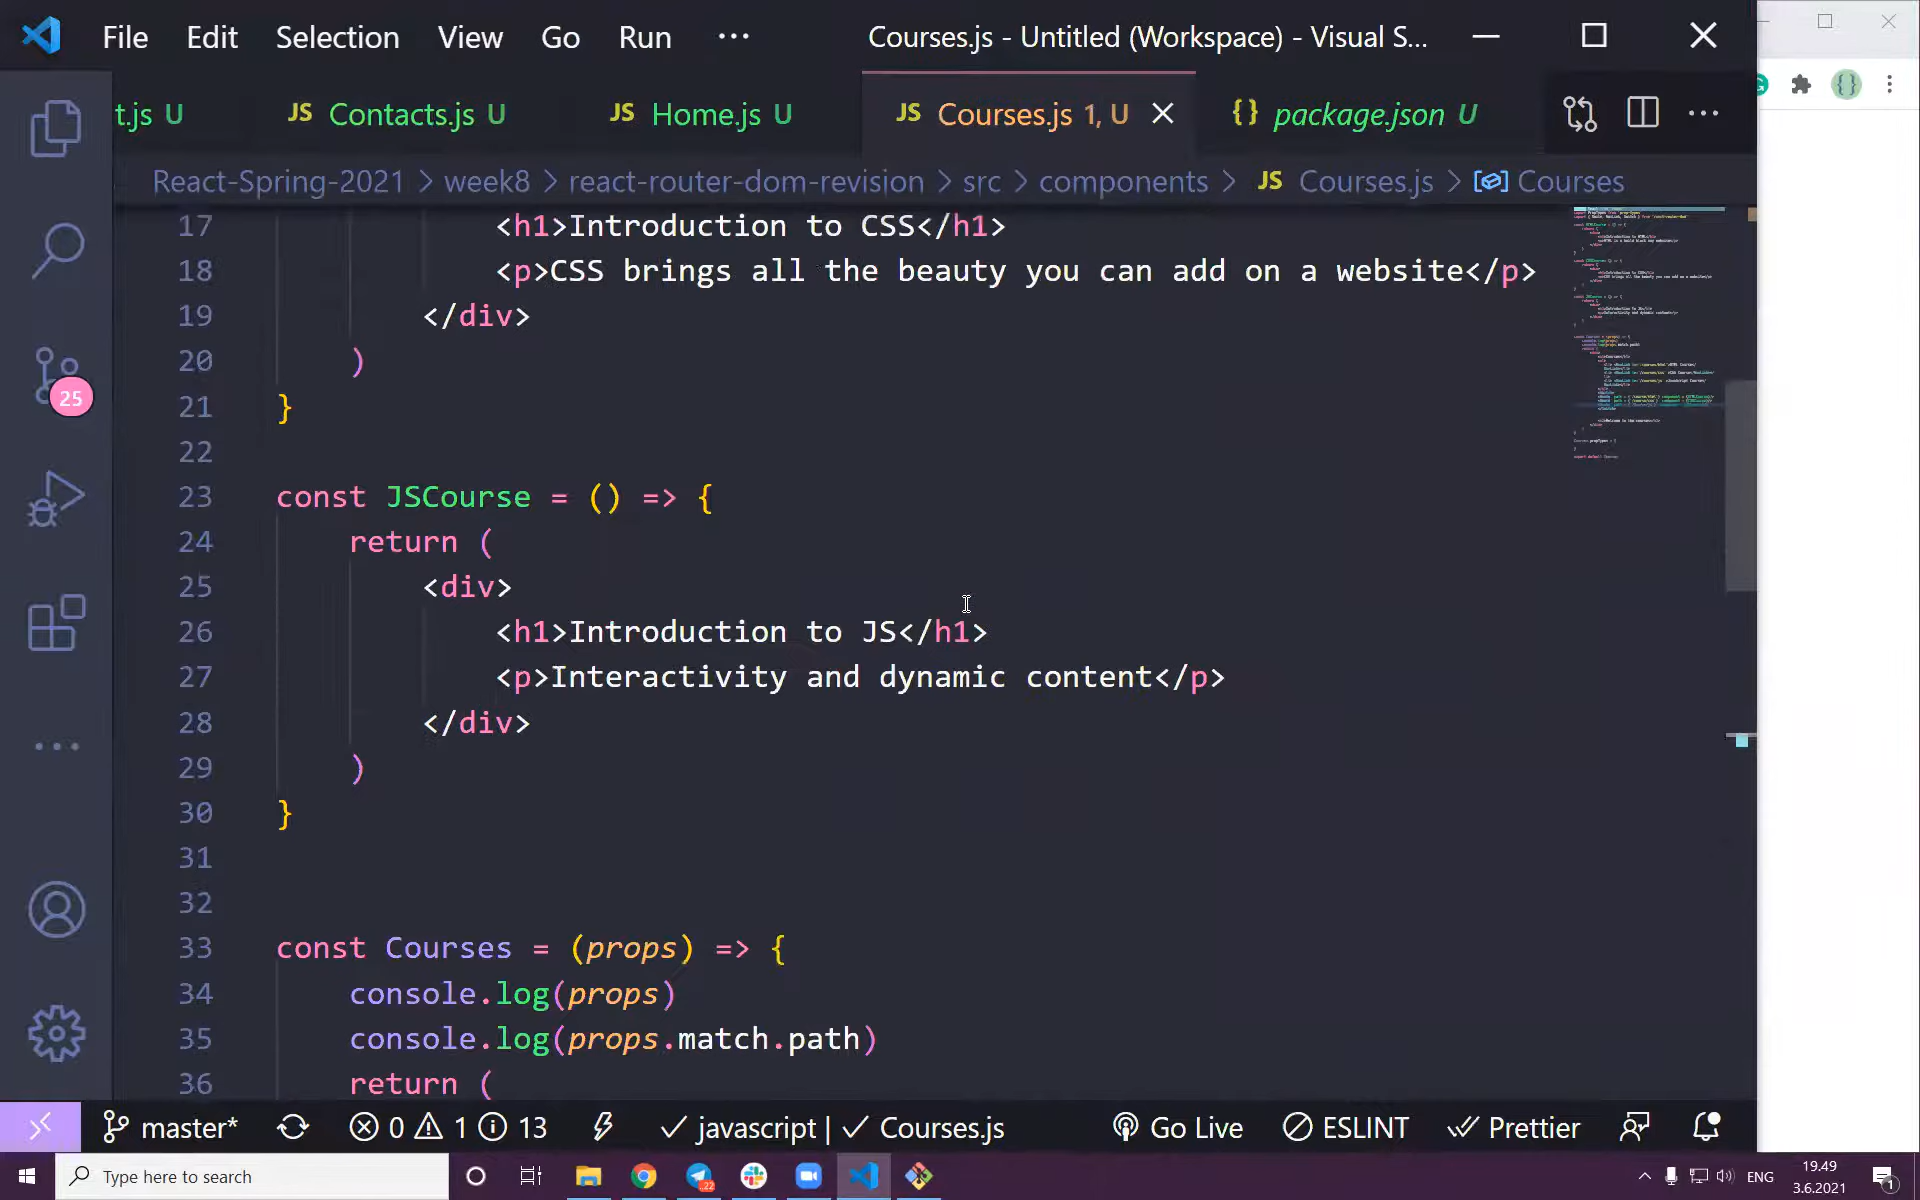 File Edit Selection View Go Run ··· Courses.js - Untitled (Workspace) - Visual S...
t.js U JS Contacts.js U JS Home.js U JS Courses.js 1, U {} package.json U
React-Spring-2021 > week8 > react-router-dom-revision > src > components > JS Courses.js > Courses
17 <h1>Introduction to CSS</h1>
18 <p>CSS brings all the beauty you can add on a website</p>
19 </div>
20 )
21 }
22
23 const JSCourse = () => {
24 return (
25 <div>
26 <h1>Introduction to JS</h1>
27 <p>Interactivity and dynamic content</p>
28 </div>
29 )
30 }
31
32
33 const Courses = (props) => {
34 console.log(props)
35 console.log(props.match.path)
36 return (
25
master* 0 1 13 javascript | Courses.js Go Live ESLINT Prettier
Type here to search 22 ENG 19.49
3.6.2021 1